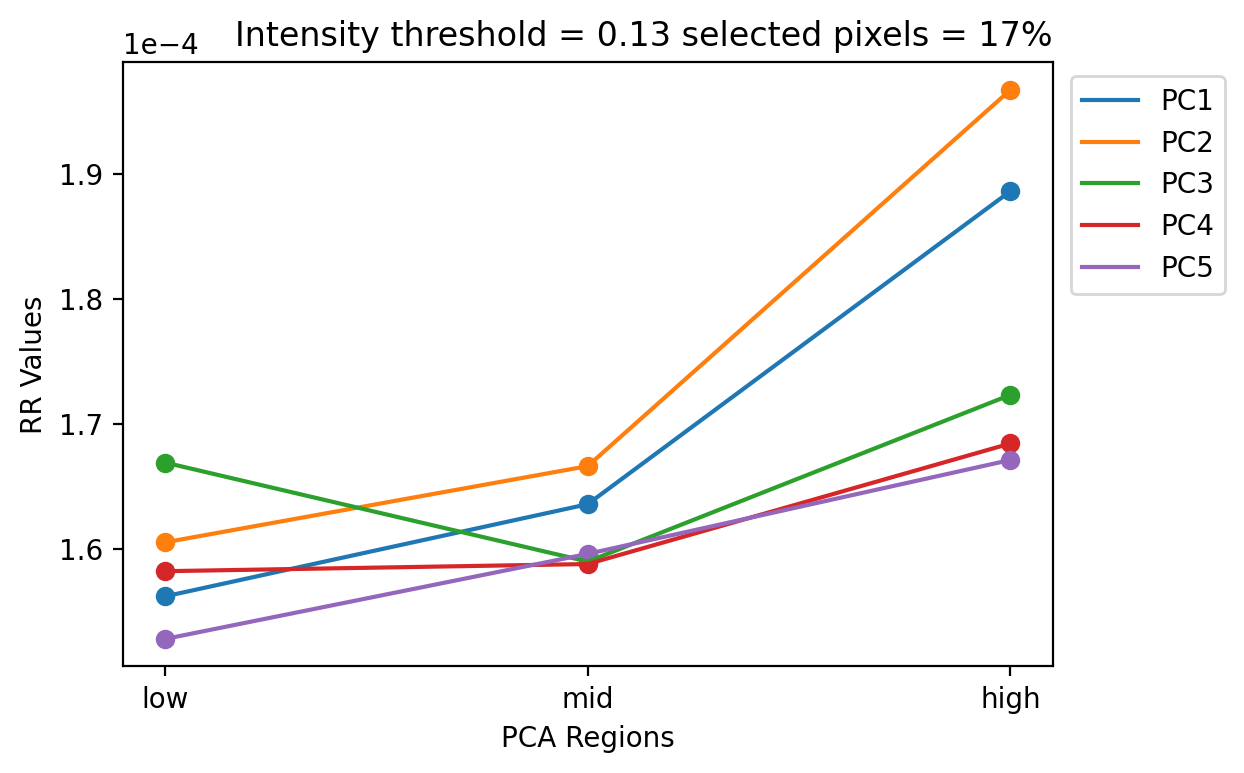 Intensity threshold = 0.13 selected pixels = 17%
1e−4
1.9
1.8
1.7
1.6
RR Values
low
mid
high
PCA Regions
PC1
PC2
PC3
PC4
PC5